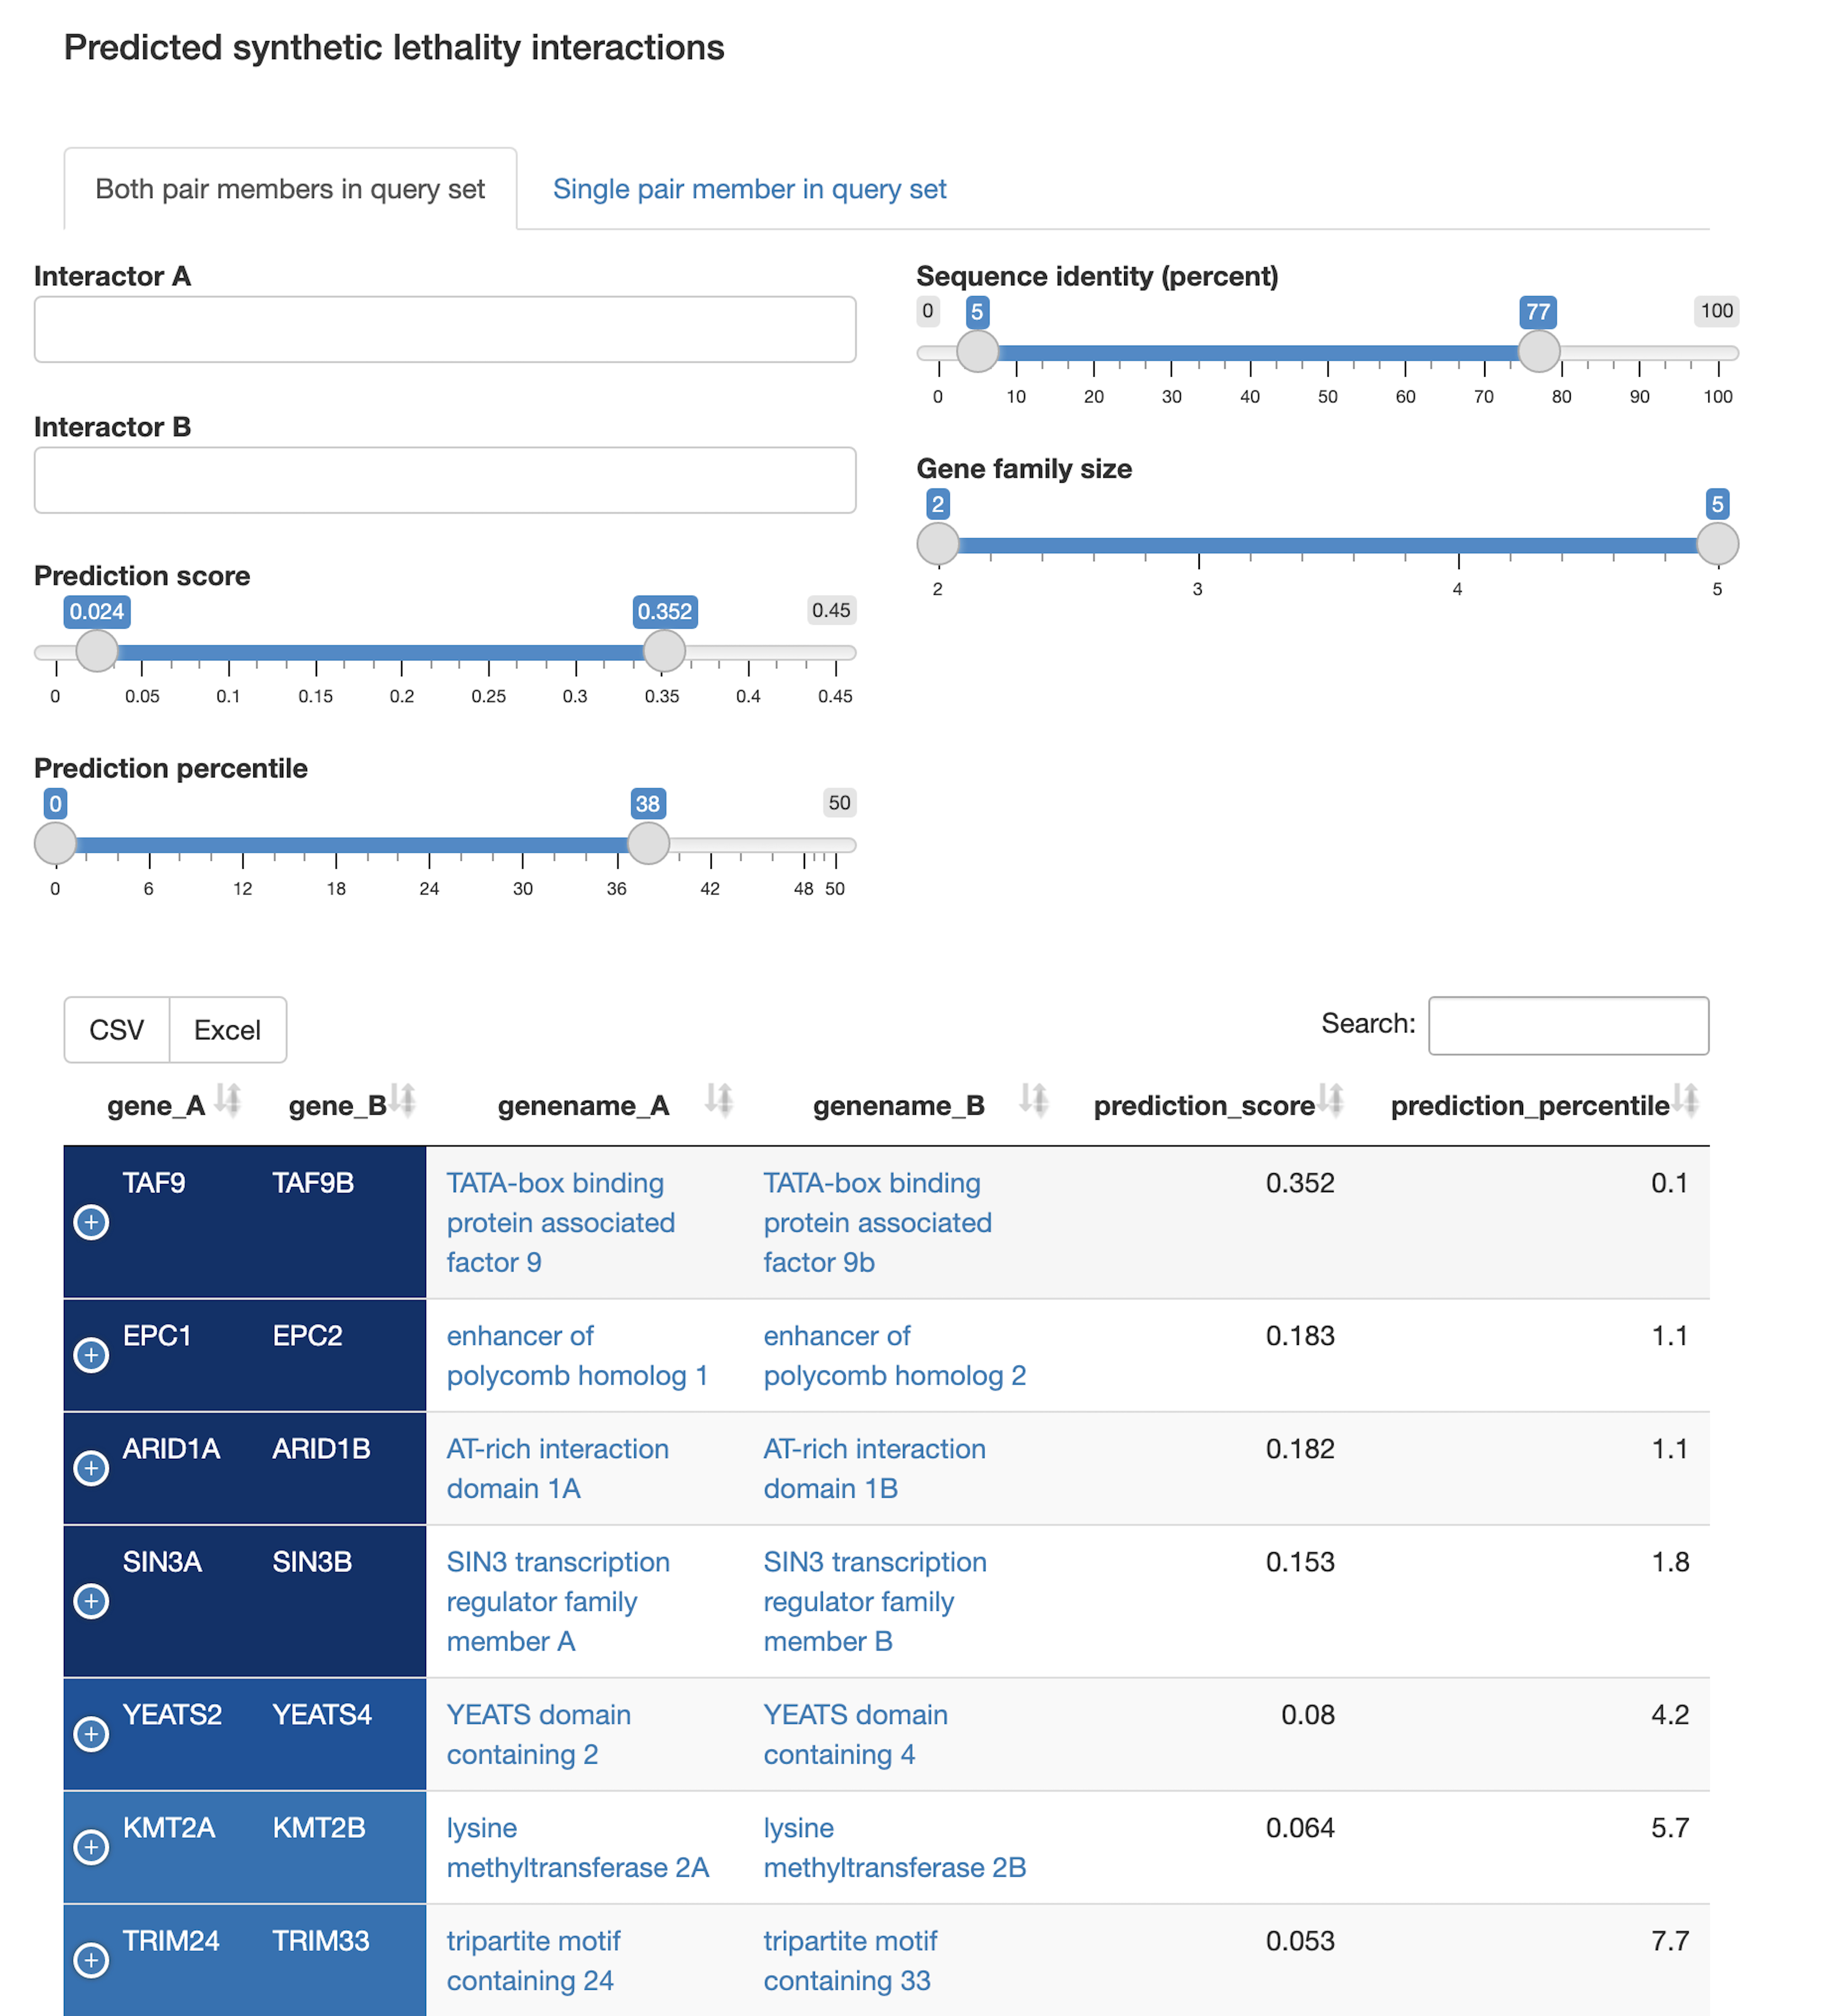 Predicted synthetic lethality interactions
Both pair members in query set
Single pair member in query set
Interactor A
Interactor B
Prediction score
0.024 0.352 0.45
0 0.05 0.1 0.15 0.2 0.25 0.3 0.35 0.4 0.45
Prediction percentile
0 38 50
0 6 12 18 24 30 36 42 48 50
Sequence identity (percent)
0 5 77 100
0 10 20 30 40 50 60 70 80 90 100
Gene family size
2 5
2 3 4 5
CSV Excel
Search:
gene_A gene_B genename_A genename_B prediction_score prediction_percentile
TAF9 TAF9B TATA-box binding TATA-box binding 0.352 0.1
protein associated protein associated
factor 9 factor 9b
EPC1 EPC2 enhancer of enhancer of 0.183 1.1
polycomb homolog 1 polycomb homolog 2
ARID1A ARID1B AT-rich interaction AT-rich interaction 0.182 1.1
domain 1A domain 1B
SIN3A SIN3B SIN3 transcription SIN3 transcription 0.153 1.8
regulator family regulator family
member A member B
YEATS2 YEATS4 YEATS domain YEATS domain 0.08 4.2
containing 2 containing 4
KMT2A KMT2B lysine lysine 0.064 5.7
methyltransferase 2A methyltransferase 2B
TRIM24 TRIM33 tripartite motif tripartite motif 0.053 7.7
containing 24 containing 33